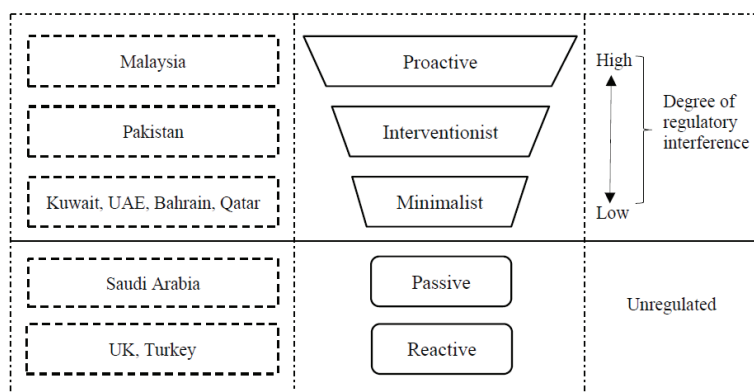 Malaysia
Proactive
High
Pakistan
Interventionist
Degree of
regulatory
interference
Kuwait, UAE, Bahrain, Qatar
Minimalist
Low
Saudi Arabia
Passive
Unregulated
UK, Turkey
Reactive